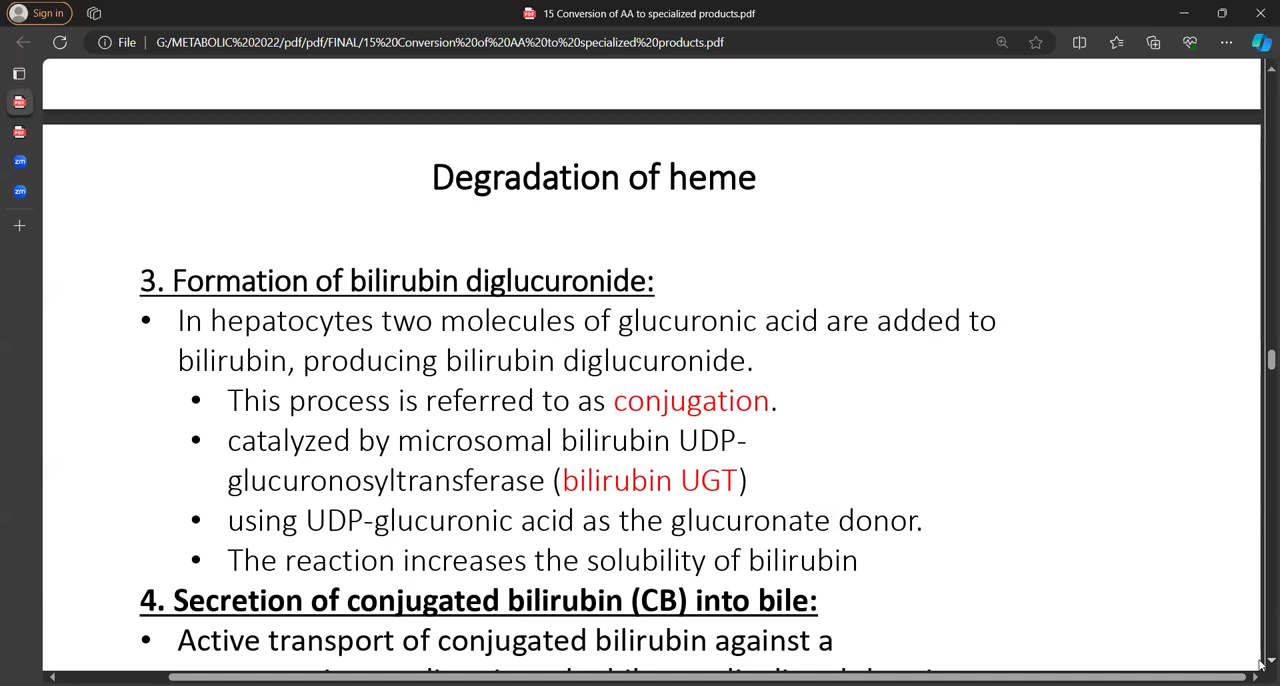 Sign in
15 Conversion of AA to specialized products.pdf
File
G:/METABOLIC%202022/pdf/pdf/FINAL/15%20Conversion%20of%20AA%20to%20specialized%20products.pdf
Degradation of heme
3. Formation of bilirubin diglucuronide:
• In hepatocytes two molecules of glucuronic acid are added to
bilirubin, producing bilirubin diglucuronide.
• This process is referred to as conjugation.
• catalyzed by microsomal bilirubin UDP-
glucuronosyltransferase (bilirubin UGT)
• using UDP-glucuronic acid as the glucuronate donor.
• The reaction increases the solubility of bilirubin
4. Secretion of conjugated bilirubin (CB) into bile:
• Active transport of conjugated bilirubin against a